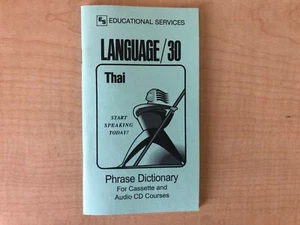 ES EDUCATIONAL SERVICES
LANGUAGE/30
Thai
START
SPEAKING
TODAY!
Phrase Dictionary
For Cassette and
Audio CD Courses